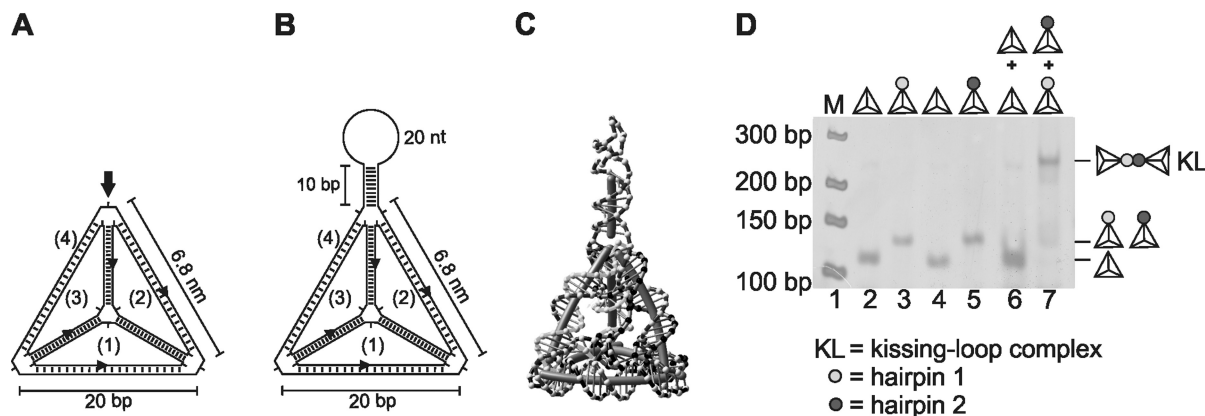 A
(4)
6.8 nm
(3)
(2)
(1)
20 bp
B
20 nt
10 bp
(4)
6.8 nm
(3)
(2)
(1)
20 bp
C
D
+ +
M
300 bp
200 bp
150 bp
100 bp
KL
1 2 3 4 5 6 7
KL = kissing-loop complex
= hairpin 1
= hairpin 2